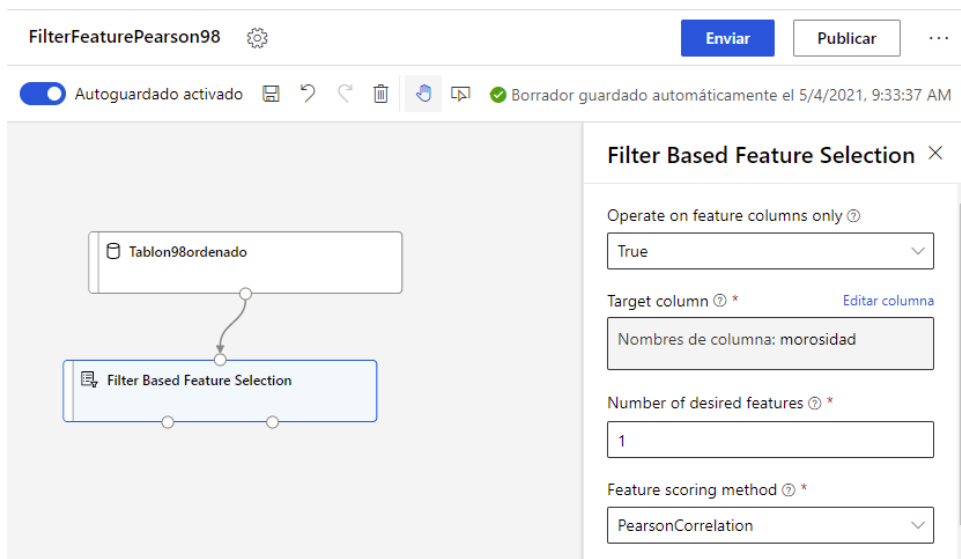 FilterFeaturePearson98
Enviar
Publicar
Autoguardado activado
Borrador guardado automáticamente el 5/4/2021, 9:33:37 AM
Tablon98ordenado
Filter Based Feature Selection
Filter Based Feature Selection
Operate on feature columns only
True
Target column * Editar columna
Nombres de columna: morosidad
Number of desired features *
1
Feature scoring method *
PearsonCorrelation